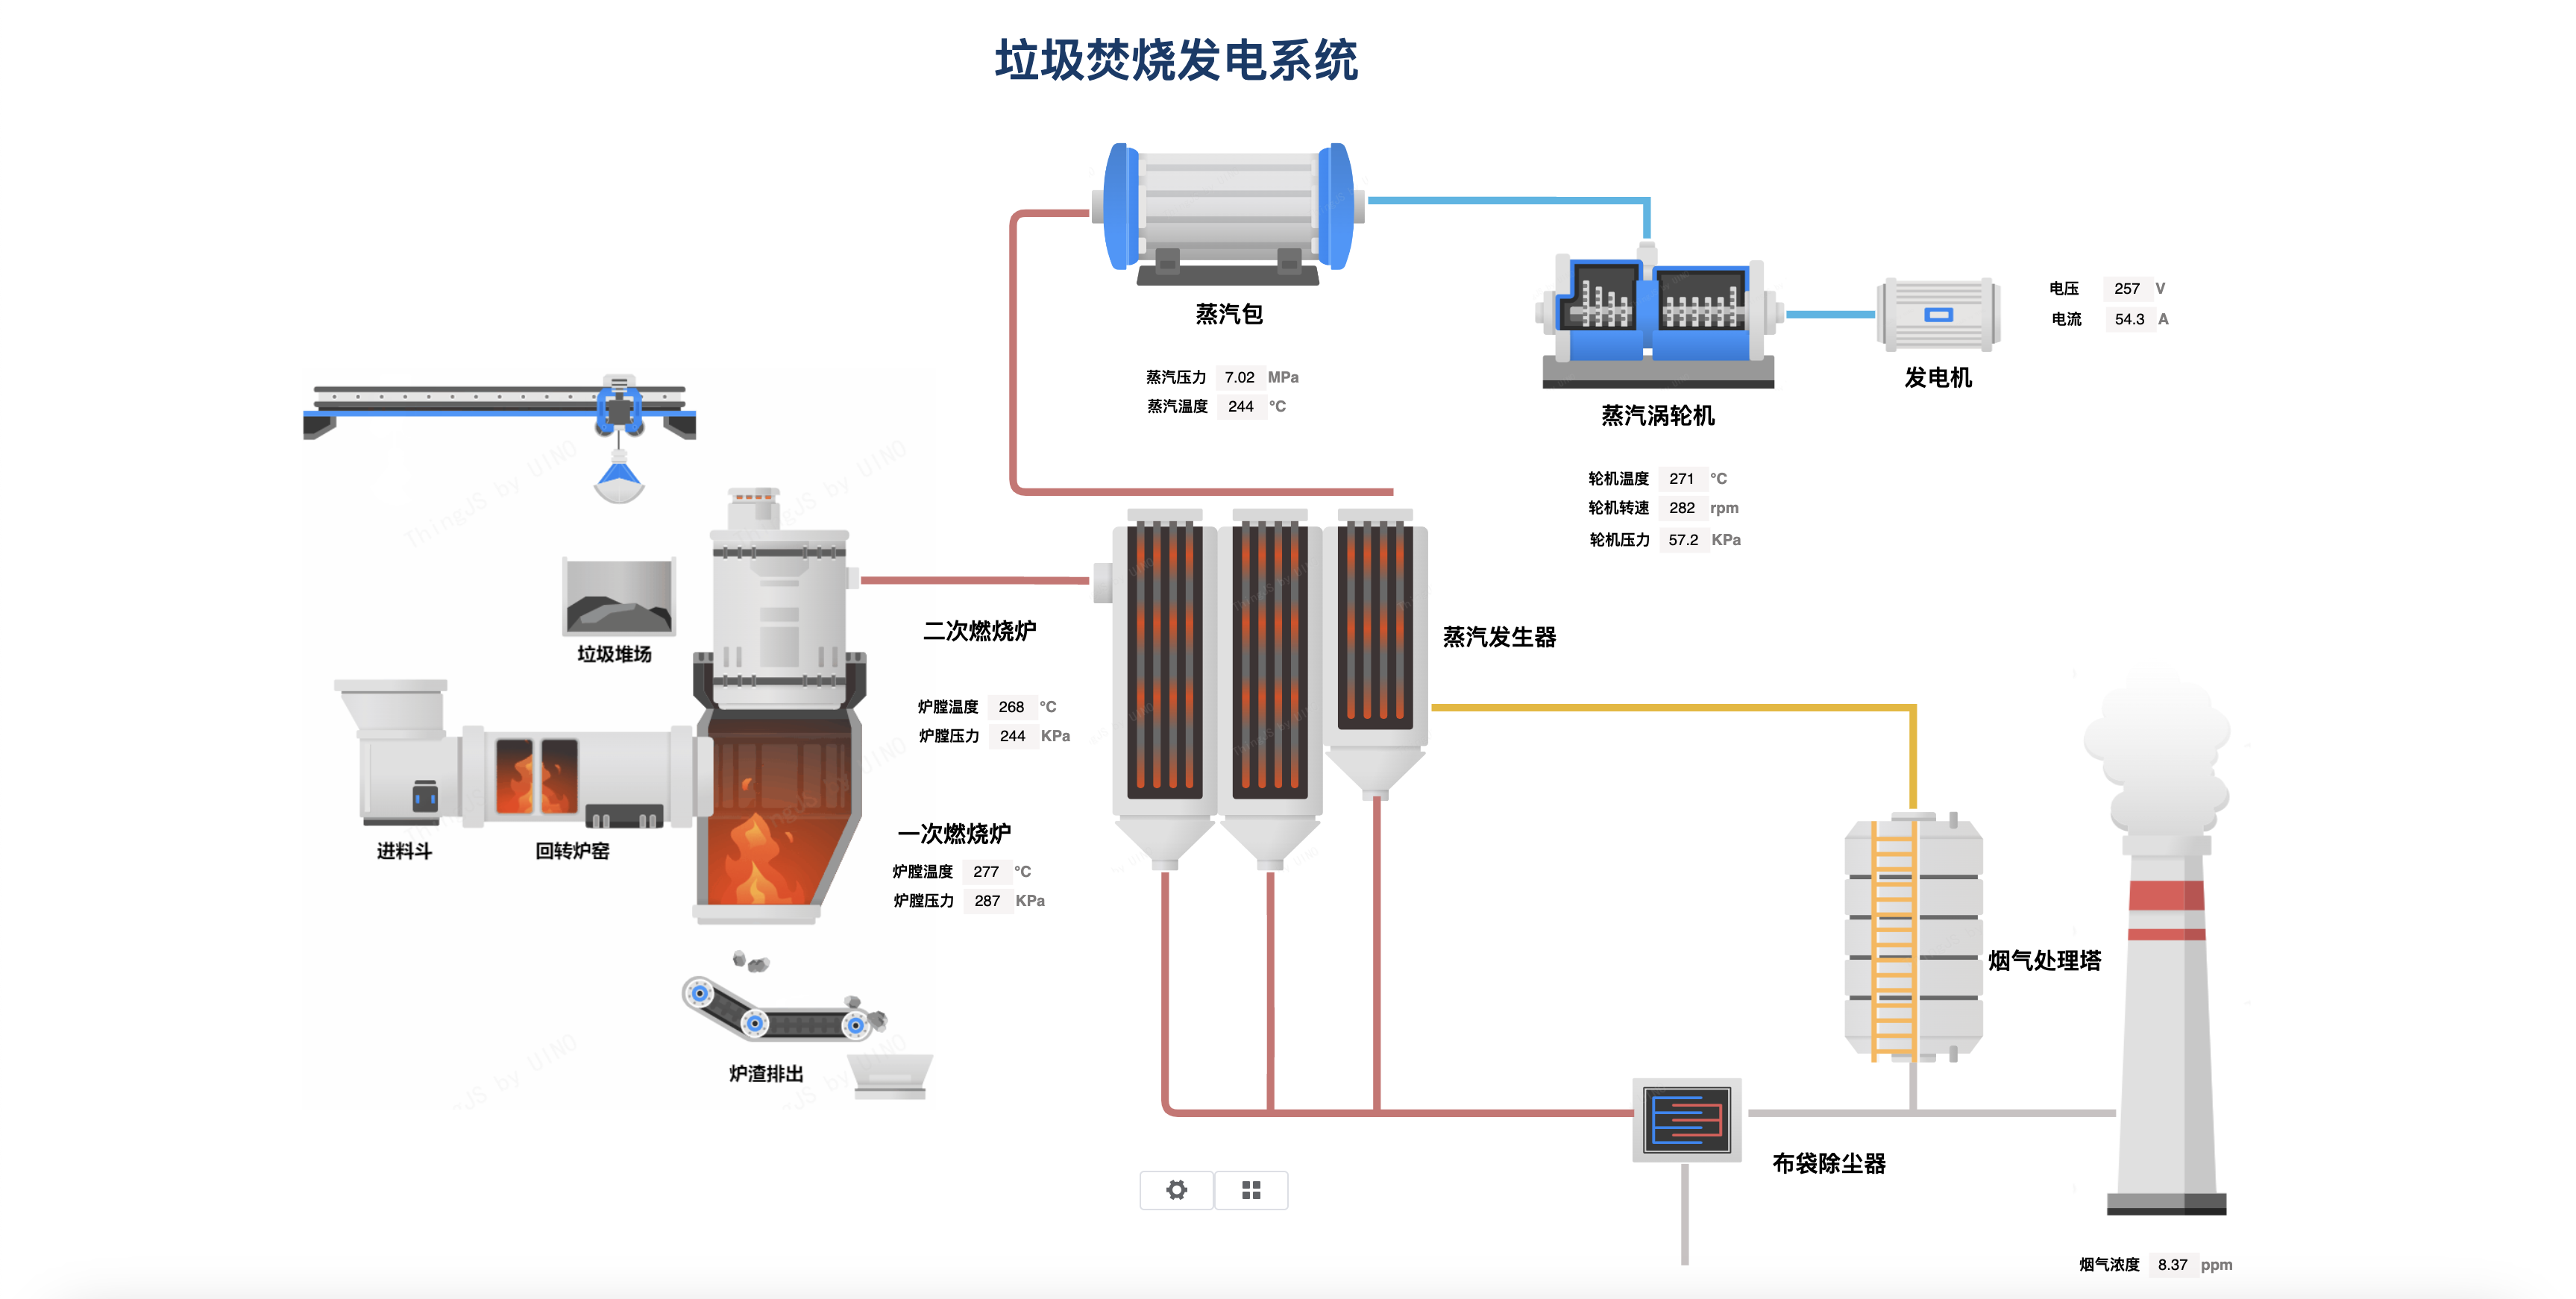 垃圾焚烧发电系统
蒸汽包
蒸汽压力 7.02 MPa
蒸汽温度 244 °C
电压 257 V
电流 54.3 A
发电机
蒸汽涡轮机
轮机温度 271 °C
轮机转速 282 rpm
轮机压力 57.2 KPa
垃圾堆场
二次燃烧炉
炉膛温度 268 °C
炉膛压力 244 KPa
蒸汽发生器
进料斗
回转炉窑
一次燃烧炉
炉膛温度 277 °C
炉膛压力 287 KPa
烟气处理塔
炉渣排出
布袋除尘器
烟气浓度 8.37 ppm
ThingJS by UINO